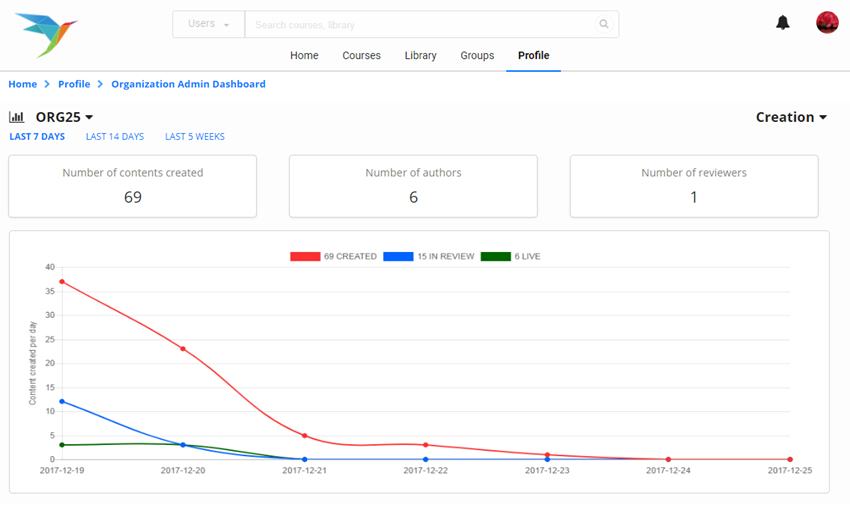 Users
Search courses, library
Home Courses Library Groups Profile
Home Profile Organization Admin Dashboard
ORG25 Creation
LAST 7 DAYS LAST 14 DAYS LAST 5 WEEKS
Number of contents created Number of authors Number of reviewers
69 6 1
69 CREATED 15 IN REVIEW 6 LIVE
Content created per day
40
35
30
25
20
15
10
5
0
2017-12-19 2017-12-20 2017-12-21 2017-12-22 2017-12-23 2017-12-24 2017-12-25